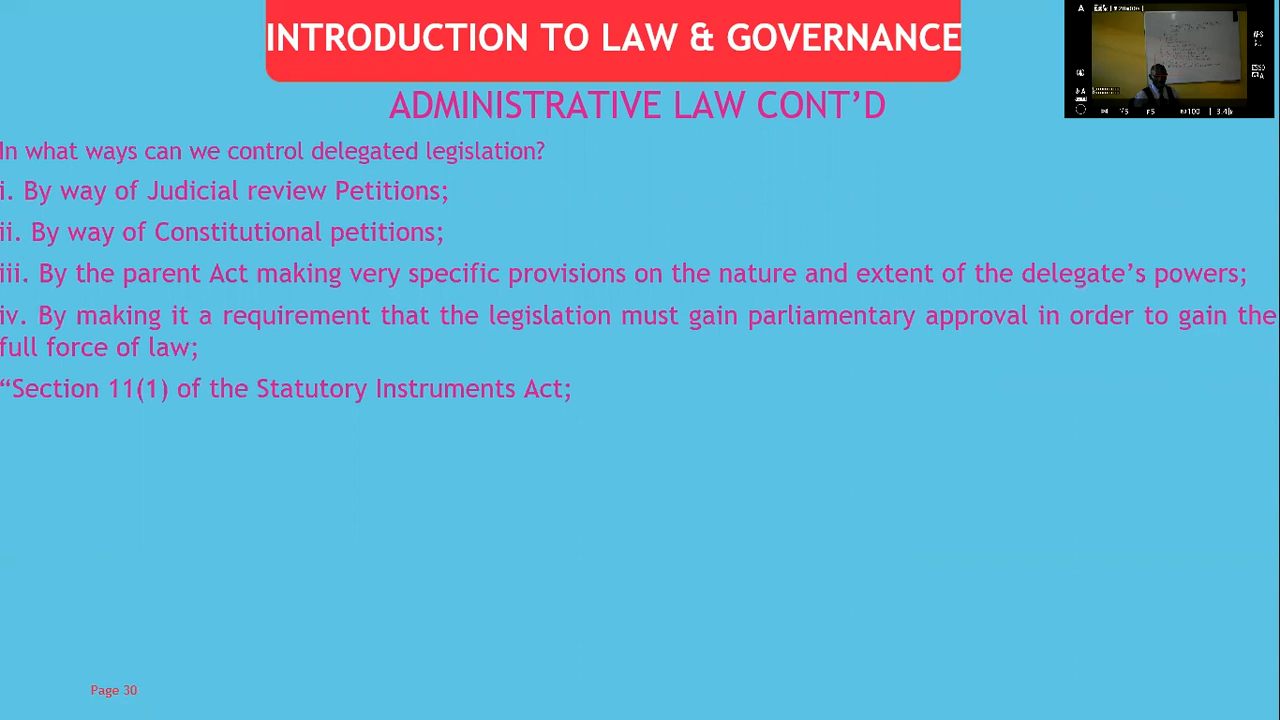 INTRODUCTION TO LAW & GOVERNANCE
ADMINISTRATIVE LAW CONT’D
In what ways can we control delegated legislation?
i. By way of Judicial review Petitions;
ii. By way of Constitutional petitions;
iii. By the parent Act making very specific provisions on the nature and extent of the delegate’s powers;
iv. By making it a requirement that the legislation must gain parliamentary approval in order to gain the
full force of law;
“Section 11(1) of the Statutory Instruments Act;
Page 30